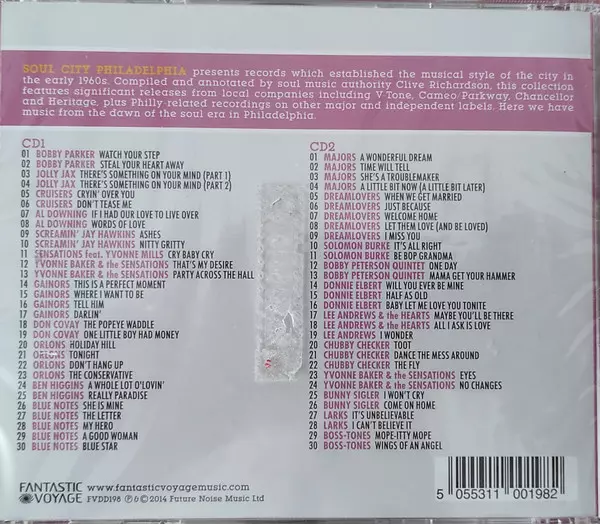 SOUL CITY PHILADELPHIA presents records which established the musical style of the city in
the early 1960s. Compiled and annotated by soul music authority Clive Richardson, this collection
features significant releases from local companies including V-Tone, Cameo/Parkway, Chancellor
and Heritage, plus Philly-related recordings on other major and independent labels. Here we have
music from the dawn of the soul era in Philadelphia.
CD1
01 BOBBY PARKER WATCH YOUR STEP
02 BOBBY PARKER STEAL YOUR HEART AWAY
03 JOLLY JAX THERE'S SOMETHING ON YOUR MIND (PART 1)
04 JOLLY JAX THERE'S SOMETHING ON YOUR MIND (PART 2)
05 CRUISERS CRYIN' OVER YOU
06 CRUISERS DON'T TEASE ME
07 AL DOWNING IF I HAD OUR LOVE TO LIVE OVER
08 AL DOWNING WORDS OF LOVE
09 SCREAMIN' JAY HAWKINS ASHES
10 SCREAMIN' JAY HAWKINS NITTY GRITTY
11 SENSATIONS feat. YVONNE MILLS CRY BABY CRY
12 YVONNE BAKER & the SENSATIONS THAT'S MY DESIRE
13 YVONNE BAKER & the SENSATIONS PARTY ACROSS THE HALL
14 GAINORS THIS IS A PERFECT MOMENT
15 GAINORS WHERE I WANT TO BE
16 GAINORS TELL HIM
17 GAINORS DARLIN'
18 DON COVAY THE POPEYE WADDLE
19 DON COVAY ONE LITTLE BOY HAD MONEY
20 ORLONS HOLIDAY HILL
21 ORLONS TONIGHT
22 ORLONS DON'T HANG UP
23 ORLONS THE CONSERVATIVE
24 BEN HIGGINS A WHOLE LOT O'LOVIN'
25 BEN HIGGINS REALLY PARADISE
26 BLUE NOTES SHE IS MINE
27 BLUE NOTES THE LETTER
28 BLUE NOTES MY HERO
29 BLUE NOTES A GOOD WOMAN
30 BLUE NOTES BLUE STAR
CD2
01 MAJORS A WONDERFUL DREAM
02 MAJORS TIME WILL TELL
03 MAJORS SHE'S A TROUBLEMAKER
04 MAJORS A LITTLE BIT NOW (A LITTLE BIT LATER)
05 DREAMLOVERS WHEN WE GET MARRIED
06 DREAMLOVERS JUST BECAUSE
07 DREAMLOVERS WELCOME HOME
08 DREAMLOVERS LET THEM LOVE (AND BE LOVED)
09 DREAMLOVERS I MISS YOU
10 SOLOMON BURKE IT'S ALL RIGHT
11 SOLOMON BURKE BE BOP GRANDMA
12 BOBBY PETERSON QUINTET ONE DAY
13 BOBBY PETERSON QUINTET MAMA GET YOUR HAMMER
14 DONNIE ELBERT WILL YOU EVER BE MINE
15 DONNIE ELBERT HALF AS OLD
16 DONNIE ELBERT BABY LET ME LOVE YOU TONITE
17 LEE ANDREWS & the HEARTS MAYBE YOU'LL BE THERE
18 LEE ANDREWS & the HEARTS ALL I ASK IS LOVE
19 LEE ANDREWS I WONDER
20 CHUBBY CHECKER TOOT
21 CHUBBY CHECKER DANCE THE MESS AROUND
22 CHUBBY CHECKER THE FLY
23 YVONNE BAKER & the SENSATIONS EYES
24 YVONNE BAKER & the SENSATIONS NO CHANGES
25 BUNNY SIGLER I WON'T CRY
26 BUNNY SIGLER COME ON HOME
27 LARKS IT'S UNBELIEVABLE
28 LARKS I CAN'T BELIEVE IT
29 BOSS-TONES MOPE-ITTY MOPE
30 BOSS-TONES WINGS OF AN ANGEL
FANTASTIC
VOYAGE
www.fantasticvoyagemusic.com
FVDD198 ℗ © 2014 Future Noise Music Ltd
5 055311 001982